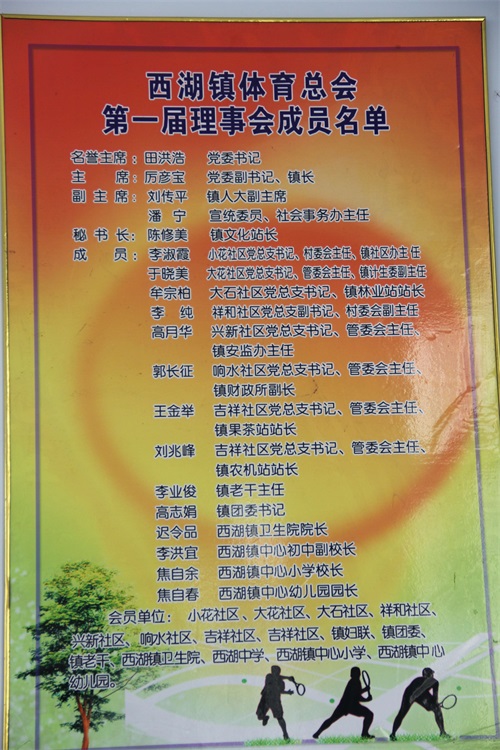 西湖镇体育总会
第一届理事会成员名单
名誉主席：田洪浩 党委书记
主 席：厉彦宝 党委副书记、镇长
副主席：刘传平 镇人大副主席
潘 宁 宣统委员、社会事务办主任
秘书长：陈修美 镇文化站长
成 员：李淑霞 小花社区党总支书记、村委会主任、镇社区办主任
于晓美 大花社区党总支书记、管委会主任、镇计生委副主任
牟宗柏 大石社区党总支书记、镇林业站站长
李 纯 祥和社区党总支副书记、村委会副主任
高月华 兴新社区党总支书记、管委会主任、
镇安监办主任
郭长征 响水社区党总支书记、管委会主任、
镇财政所副长
王金举 吉祥社区党总支书记、管委会主任、
镇果茶站站长
刘兆峰 吉祥社区党总支书记、管委会主任、
镇农机站站长
李业俊 镇老干主任
高志娟 镇团委书记
迟令品 西湖镇卫生院院长
李洪宜 西湖镇中心初中副校长
焦自余 西湖镇中心小学校长
焦自春 西湖镇中心幼儿园园长
会员单位：小花社区、大花社区、大石社区、祥和社区、
兴新社区、响水社区、吉祥社区、吉祥社区、镇妇联、镇团委、
镇老干、西湖镇卫生院、西湖中学、西湖镇中心小学、西湖镇中心
幼儿园。